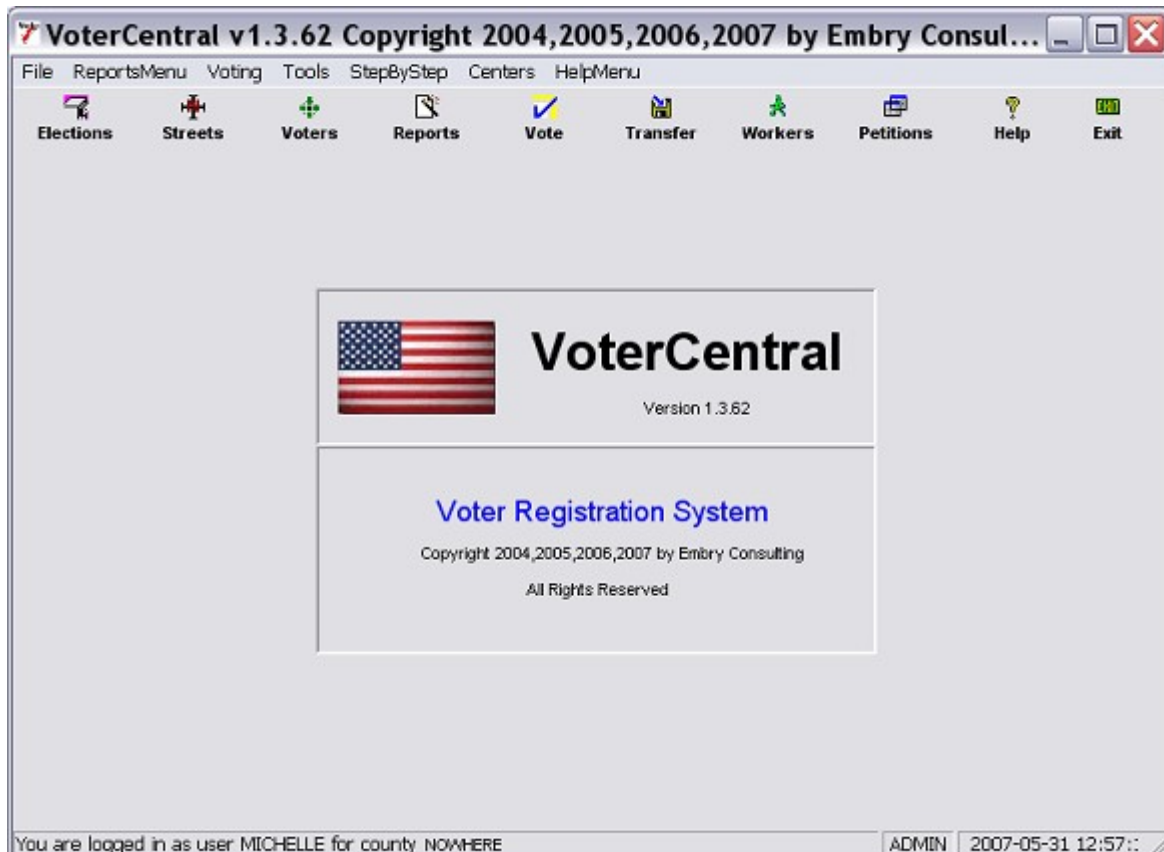 VoterCentral v1.3.62 Copyright 2004,2005,2006,2007 by Embry Consul...
File ReportsMenu Voting Tools StepByStep Centers HelpMenu
Elections Streets Voters Reports Vote Transfer Workers Petitions Help Exit
VoterCentral
Version 1.3.62
Voter Registration System
Copyright 2004,2005,2006,2007 by Embry Consulting
All Rights Reserved
You are logged in as user MICHELLE for county NOWHERE ADMIN 2007-05-31 12:57::